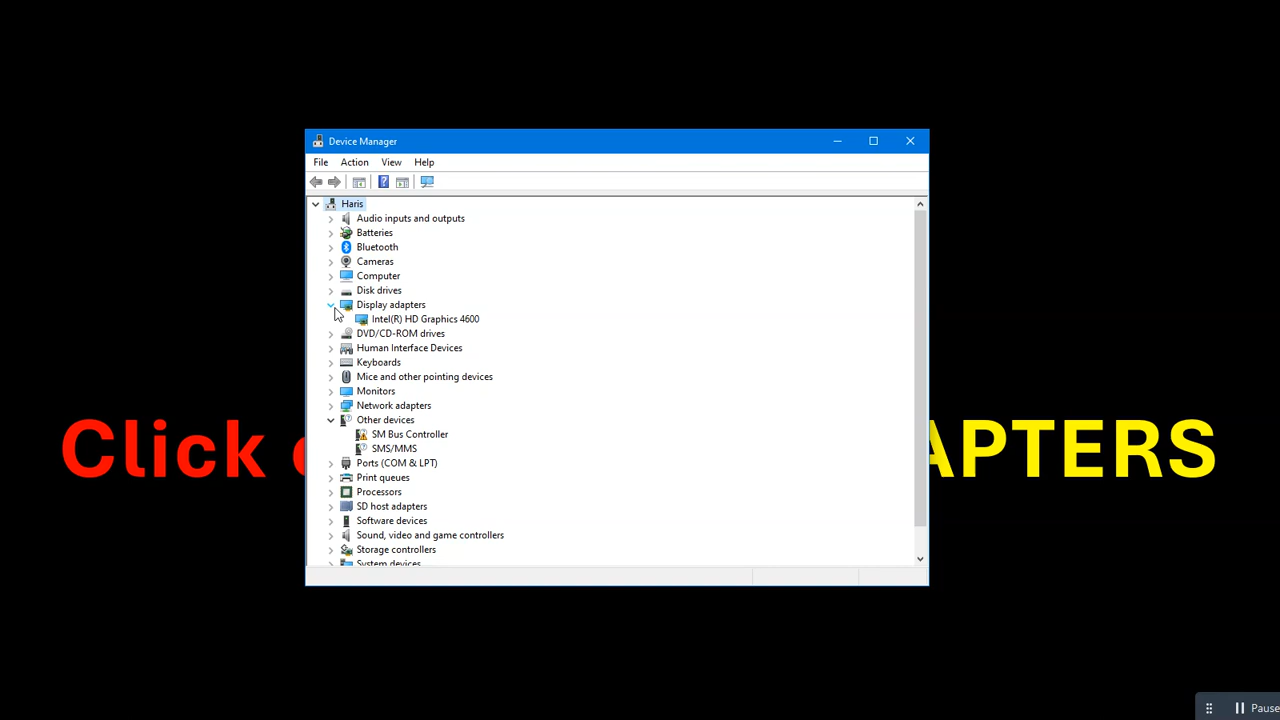 Device Manager
File Action View Help
Haris
Audio inputs and outputs
Batteries
Bluetooth
Cameras
Computer
Disk drives
Display adapters
Intel(R) HD Graphics 4600
DVD/CD-ROM drives
Human Interface Devices
Keyboards
Mice and other pointing devices
Monitors
Network adapters
Other devices
SM Bus Controller
SMS/MMS
Ports (COM & LPT)
Print queues
Processors
SD host adapters
Software devices
Sound, video and game controllers
Storage controllers
System devices
Click APTERS
Pause